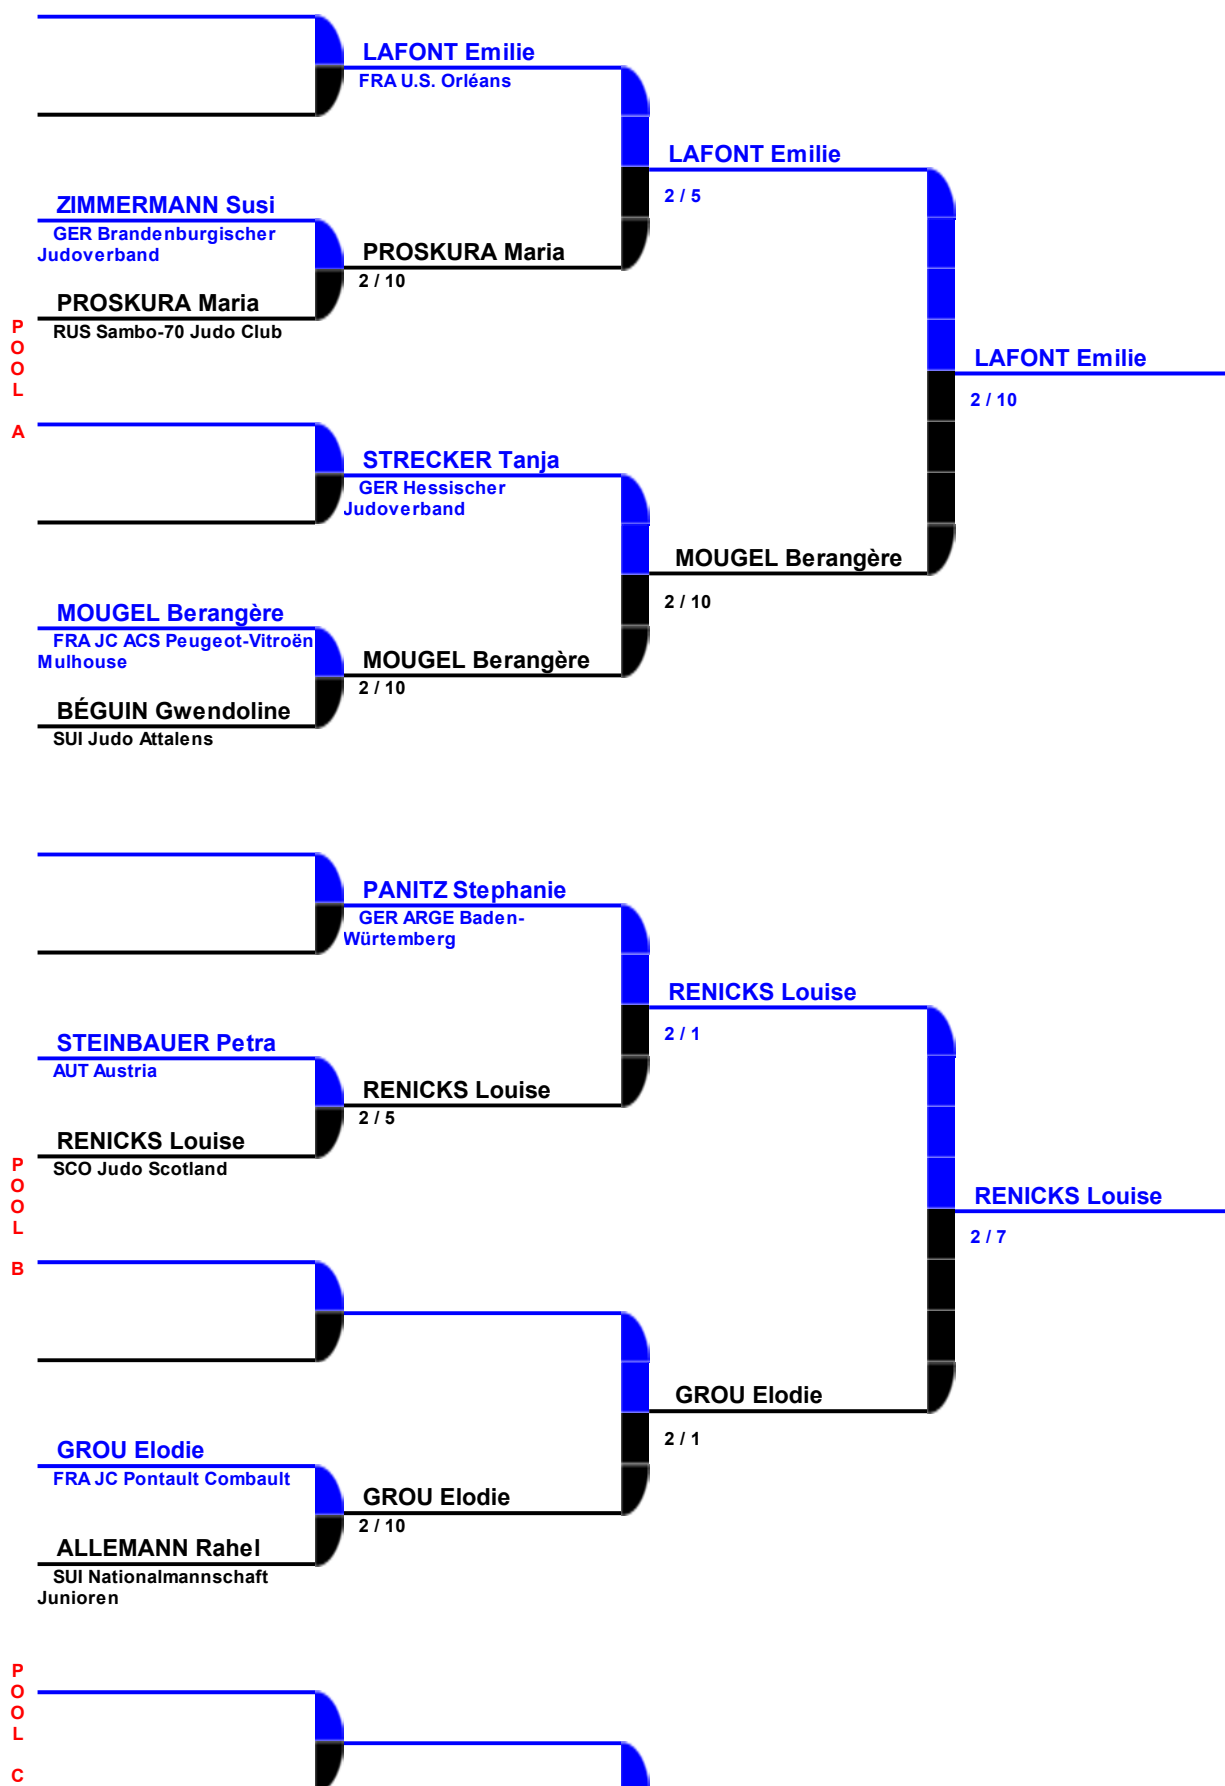 LAFONT Emilie
FRA U.S. Orléans
LAFONT Emilie
2 / 5
ZIMMERMANN Susi
GER Brandenburgischer
Judoverband
PROSKURA Maria
2 / 10
PROSKURA Maria
RUS Sambo-70 Judo Club
POOL A
LAFONT Emilie
2 / 10
STRECKER Tanja
GER Hessischer
Judoverband
MOUGEL Berangère
2 / 10
MOUGEL Berangère
FRA JC ACS Peugeot-Vitroën
Mulhouse
MOUGEL Berangère
2 / 10
BÉGUIN Gwendoline
SUI Judo Attalens
PANITZ Stephanie
GER ARGE Baden-
Würtemberg
RENICKS Louise
2 / 1
STEINBAUER Petra
AUT Austria
RENICKS Louise
2 / 5
RENICKS Louise
SCO Judo Scotland
POOL B
RENICKS Louise
2 / 7
GROU Elodie
2 / 1
GROU Elodie
FRA JC Pontault Combault
GROU Elodie
2 / 10
ALLEMANN Rahel
SUI Nationalmannschaft
Junioren
POOL C